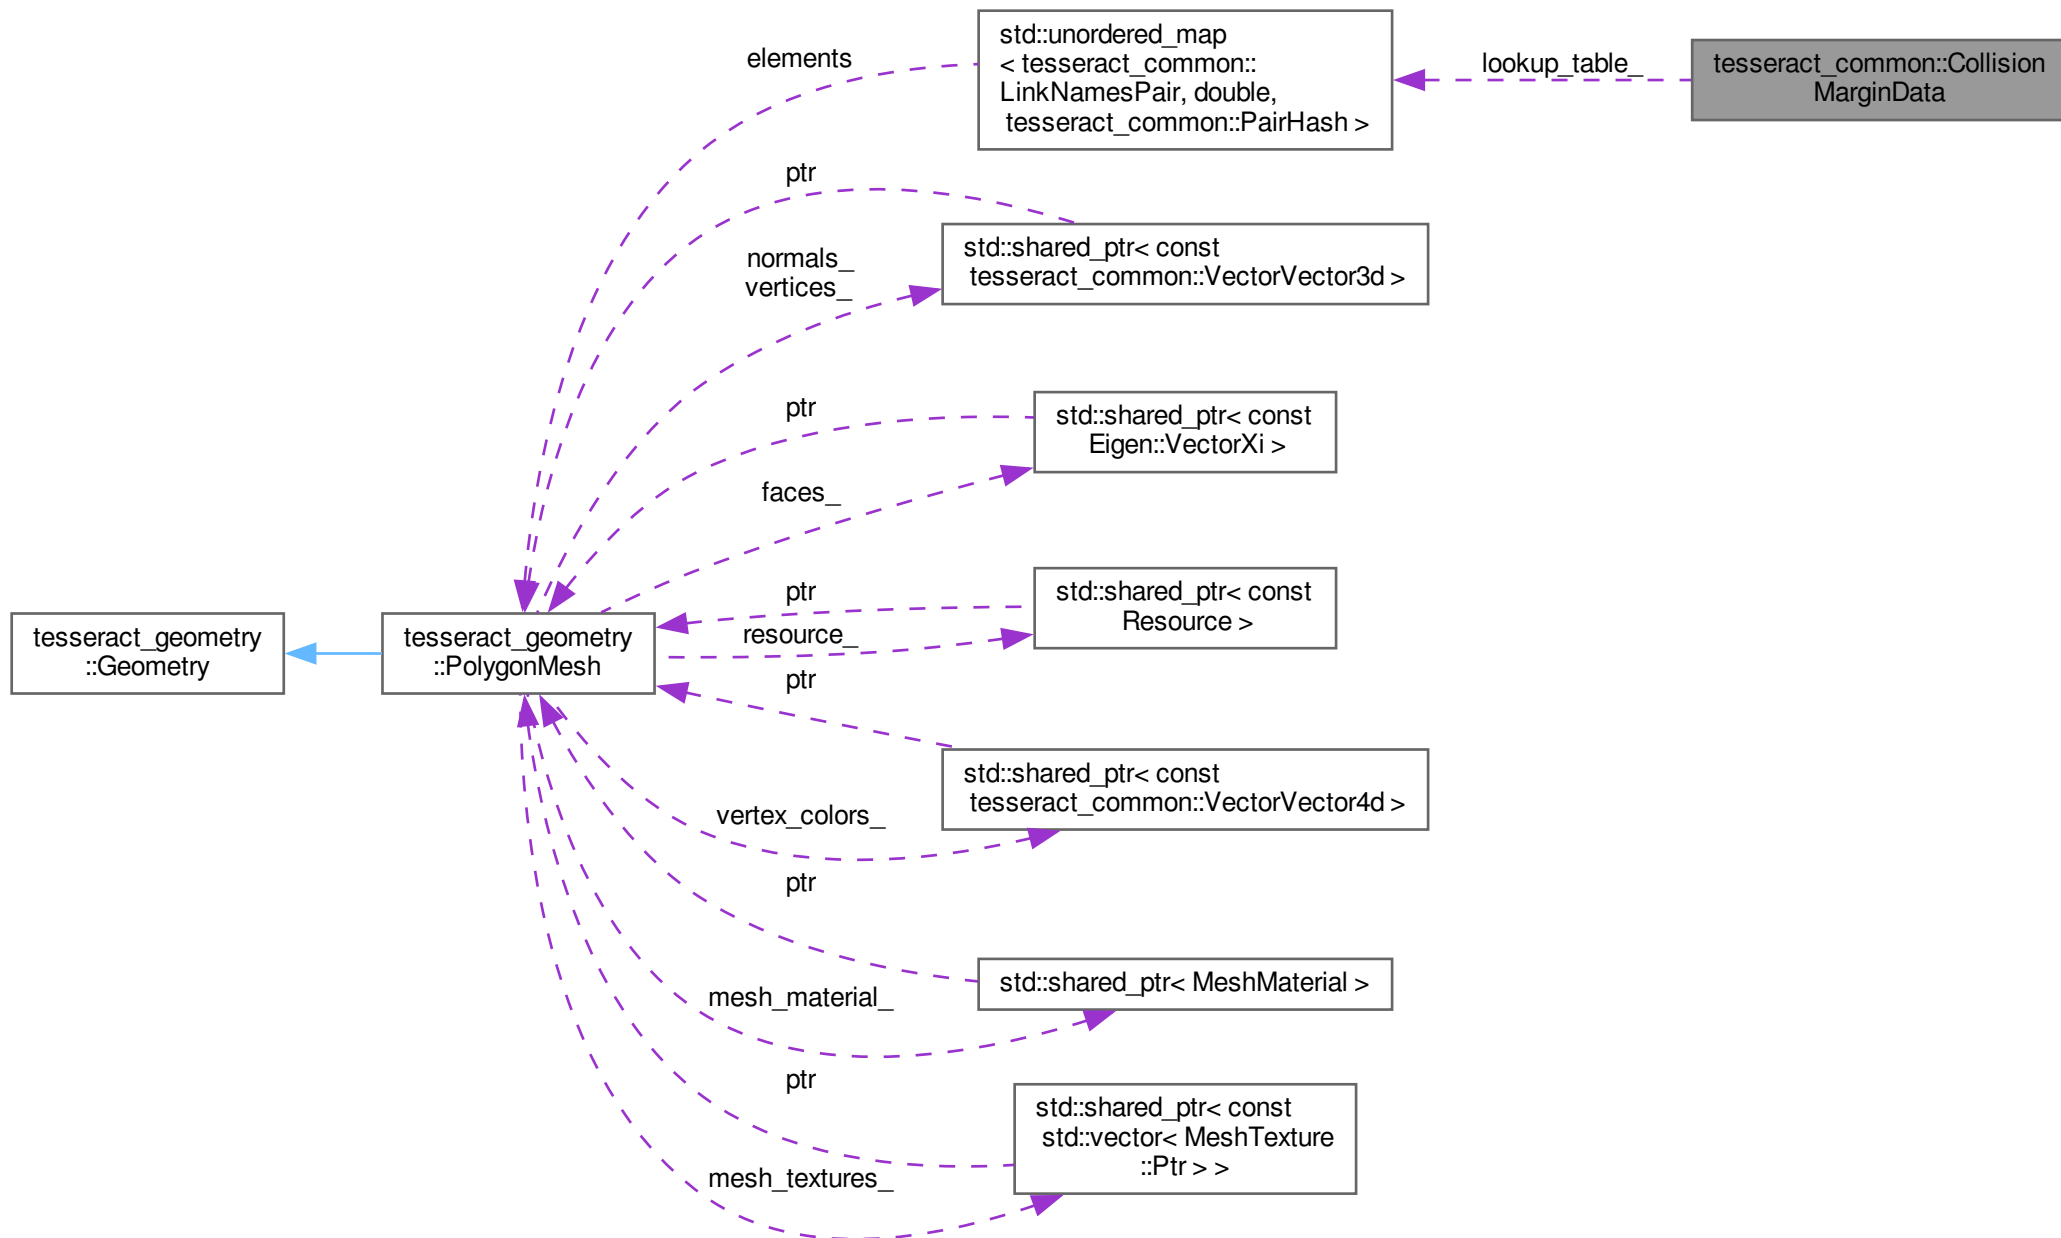 elements
std::unordered_map
< tesseract_common::
LinkNamesPair, double,
tesseract_common::PairHash >
lookup_table_
tesseract_common::Collision
MarginData
ptr
normals_
vertices_
std::shared_ptr< const
tesseract_common::VectorVector3d >
ptr
std::shared_ptr< const
Eigen::VectorXi >
faces_
ptr
std::shared_ptr< const
Resource >
resource_
tesseract_geometry
::Geometry
tesseract_geometry
::PolygonMesh
ptr
std::shared_ptr< const
tesseract_common::VectorVector4d >
vertex_colors_
ptr
std::shared_ptr< MeshMaterial >
mesh_material_
ptr
std::shared_ptr< const
std::vector< MeshTexture
::Ptr > >
mesh_textures_